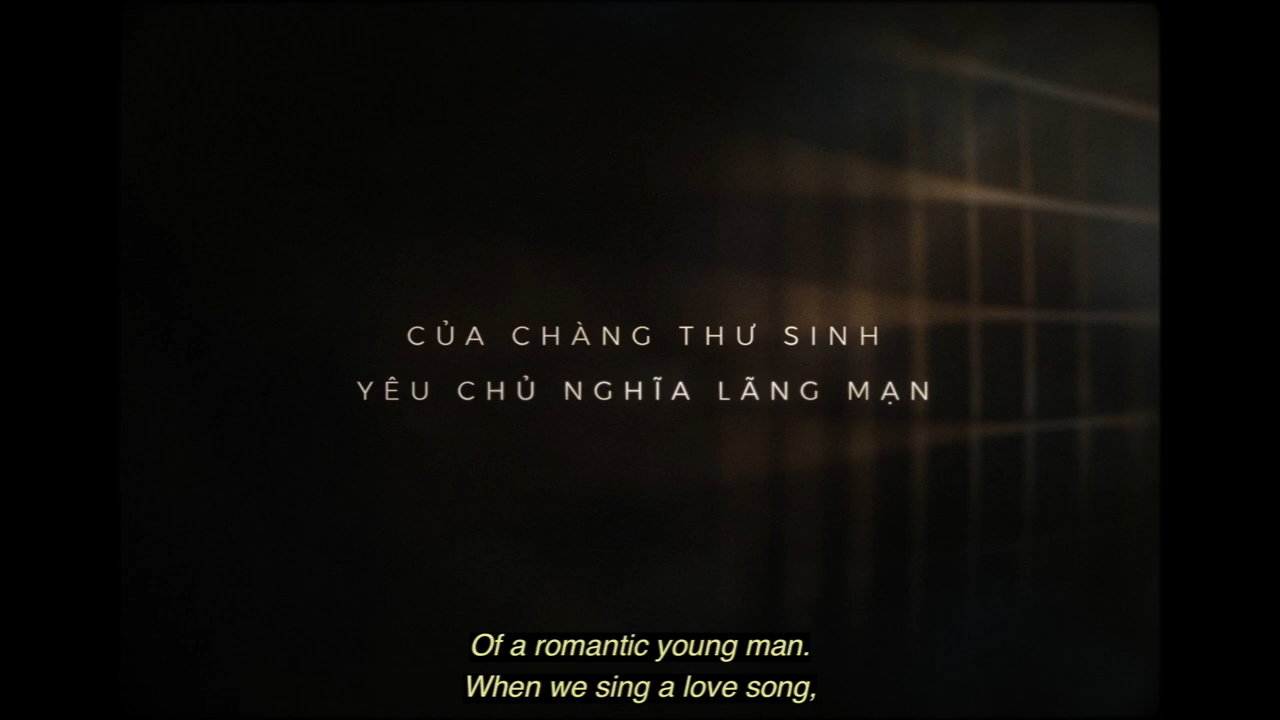 CỦA CHÀNG THƯ SINH
YÊU CHỦ NGHĨA LÃNG MẠN
Of a romantic young man.
When we sing a love song,